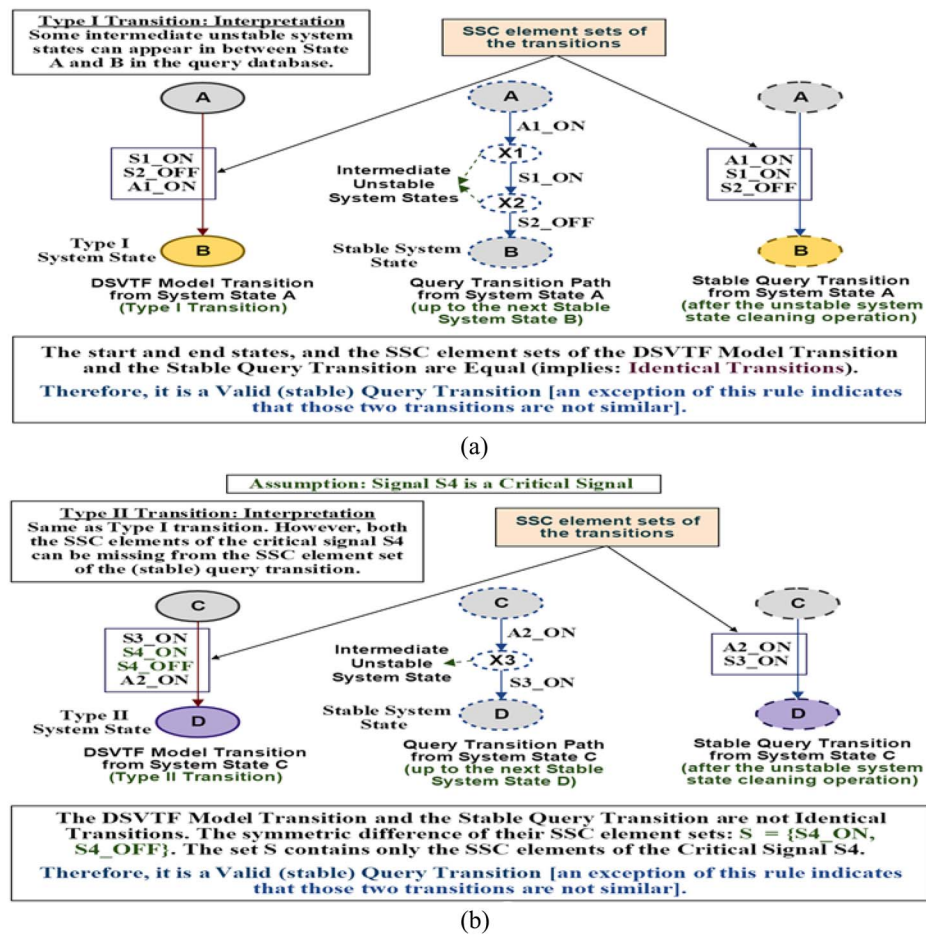 Type I Transition: Interpretation
Some intermediate unstable system
states can appear in between State
A and B in the query database.
SSC element sets of
the transitions
A
A
A
A1_ON
X1
S1_ON
S2_OFF
A1_ON
Intermediate
Unstable
System States
S1_ON
X2
S2_OFF
A1_ON
S1_ON
S2_OFF
Type I
System State
B
Stable System
State
B
B
DSVTF Model Transition
from System State A
(Type I Transition)
Query Transition Path
from System State A
(up to the next Stable
System State B)
Stable Query Transition
from System State A
(after the unstable system
state cleaning operation)
The start and end states, and the SSC element sets of the DSVTF Model Transition
and the Stable Query Transition are Equal (implies: Identical Transitions).
Therefore, it is a Valid (stable) Query Transition [an exception of this rule indicates
that those two transitions are not similar].
(a)
Assumption: Signal S4 is a Critical Signal
Type II Transition: Interpretation
Same as Type I transition. However, both
the SSC elements of the critical signal S4
can be missing from the SSC element set
of the (stable) query transition.
SSC element sets of
the transitions
C
C
C
S3_ON
S4_ON
S4_OFF
A2_ON
Intermediate
Unstable
System State
A2_ON
X3
S3_ON
A2_ON
S3_ON
Type II
System State
D
Stable System
State
D
D
DSVTF Model Transition
from System State C
(Type II Transition)
Query Transition Path
from System State C
(up to the next Stable
System State D)
Stable Query Transition
from System State C
(after the unstable system
state cleaning operation)
The DSVTF Model Transition and the Stable Query Transition are not Identical
Transitions. The symmetric difference of their SSC element sets: S = {S4_ON,
S4_OFF}. The set S contains only the SSC elements of the Critical Signal S4.
Therefore, it is a Valid (stable) Query Transition [an exception of this rule indicates
that those two transitions are not similar].
(b)